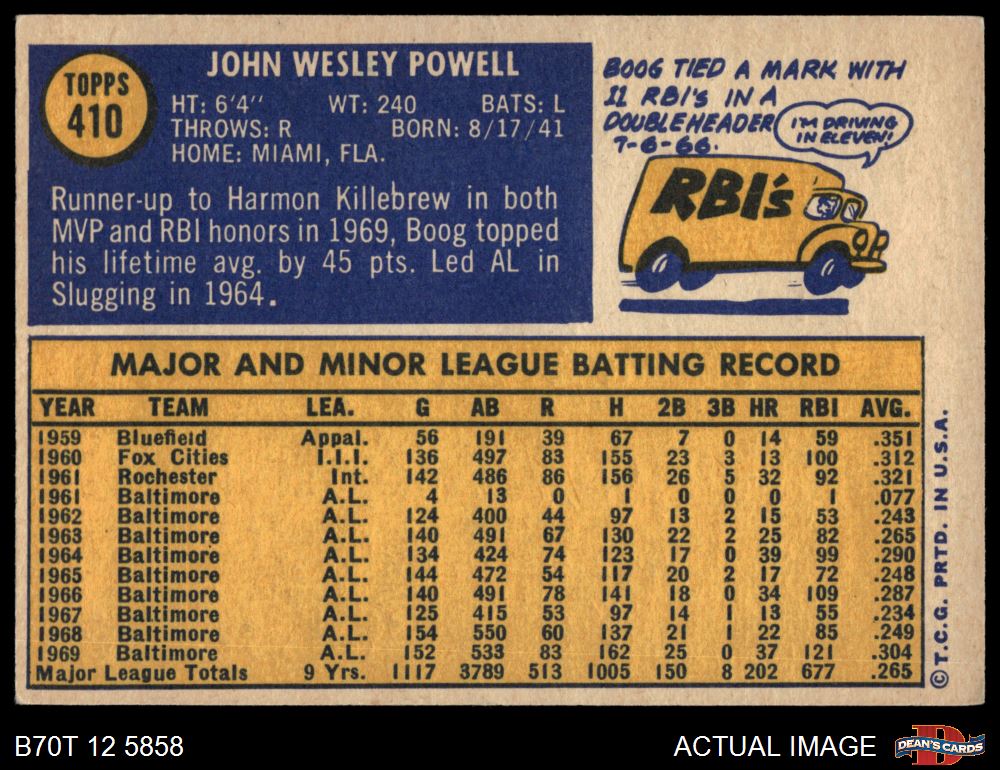 TOPPS
410
JOHN WESLEY POWELL
HT: 6'4" WT: 240 BATS: L
THROWS: R BORN: 8/17/41
HOME: MIAMI, FLA.
Runner-up to Harmon Killebrew in both
MVP and RBI honors in 1969, Boog topped
his lifetime avg. by 45 pts. Led AL in
Slugging in 1964.
BOOG TIED A MARK WITH
11 RBI's IN A
DOUBLEHEADER
7-6-66.
I'M DRIVING
IN ELEVEN!
RBI's
MAJOR AND MINOR LEAGUE BATTING RECORD
YEAR TEAM LEA. G AB R H 2B 3B HR RBI AVG.
1959 Bluefield Appal. 56 191 39 67 7 0 14 59 .351
1960 Fox Cities I.I.I. 136 497 83 155 23 3 13 100 .312
1961 Rochester Int. 142 486 86 156 26 5 32 92 .321
1961 Baltimore A.L. 4 13 0 1 0 0 0 1 .077
1962 Baltimore A.L. 124 400 44 97 13 2 15 53 .243
1963 Baltimore A.L. 140 491 67 130 22 2 25 82 .265
1964 Baltimore A.L. 134 424 74 123 17 0 39 99 .290
1965 Baltimore A.L. 144 472 54 117 20 2 17 72 .248
1966 Baltimore A.L. 140 491 78 141 18 0 34 109 .287
1967 Baltimore A.L. 125 415 53 97 14 1 13 55 .234
1968 Baltimore A.L. 154 550 60 137 21 1 22 85 .249
1969 Baltimore A.L. 152 533 83 162 25 0 37 121 .304
Major League Totals 9 Yrs. 1117 3789 513 1005 150 8 202 677 .265
© T.C.G. PRTD. IN U.S.A.
B70T 12 5858
ACTUAL IMAGE
D
DEAN'S CARDS